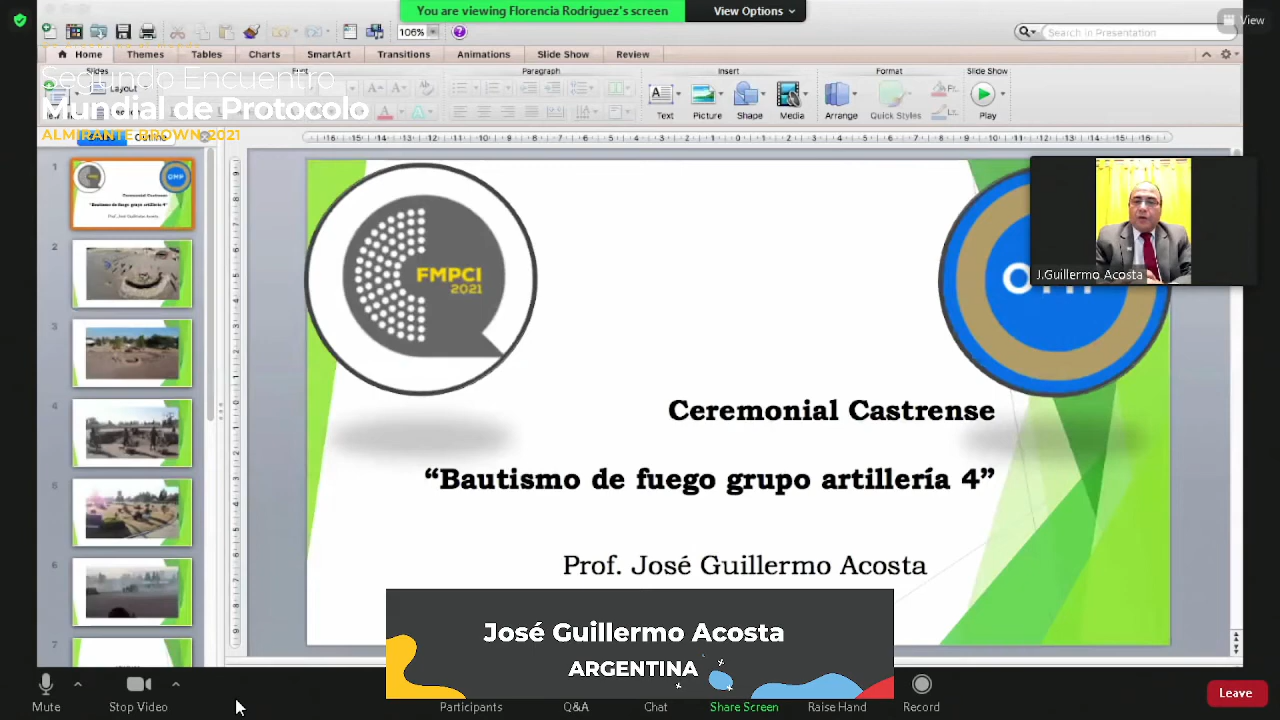 You are viewing Florencia Rodriguez's screen
View Options
View
106%
Search in Presentation
Home
Themes
Tables
Charts
SmartArt
Transitions
Animations
Slide Show
Review
Slides
Paragraph
Insert
Format
Slide Show
Layout
Text
Picture
Shape
Media
Arrange
Quick Styles
Play
Segundo Encuentro
Mundial de Protocolo
ALMIRANTE BROWN 2021
FMPCI
2021
J.Guillermo Acosta
Ceremonial Castrense
“Bautismo de fuego grupo artillería 4”
Prof. José Guillermo Acosta
José Guillermo Acosta
ARGENTINA
Mute
Stop Video
Participants
Q&A
Chat
Share Screen
Raise Hand
Record
Leave